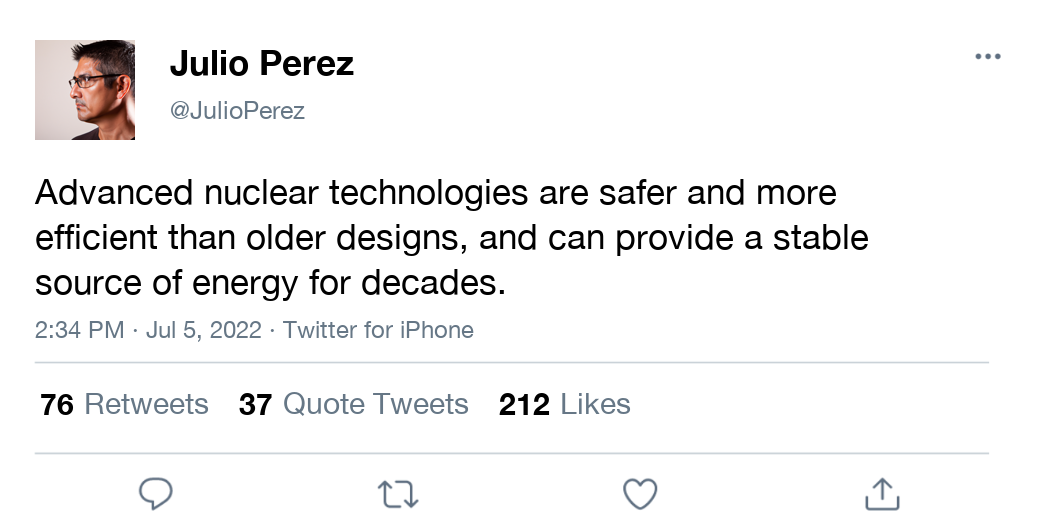 Julio Perez
@JulioPerez
Advanced nuclear technologies are safer and more
efficient than older designs, and can provide a stable
source of energy for decades.
2:34 PM · Jul 5, 2022 · Twitter for iPhone
76 Retweets 37 Quote Tweets 212 Likes